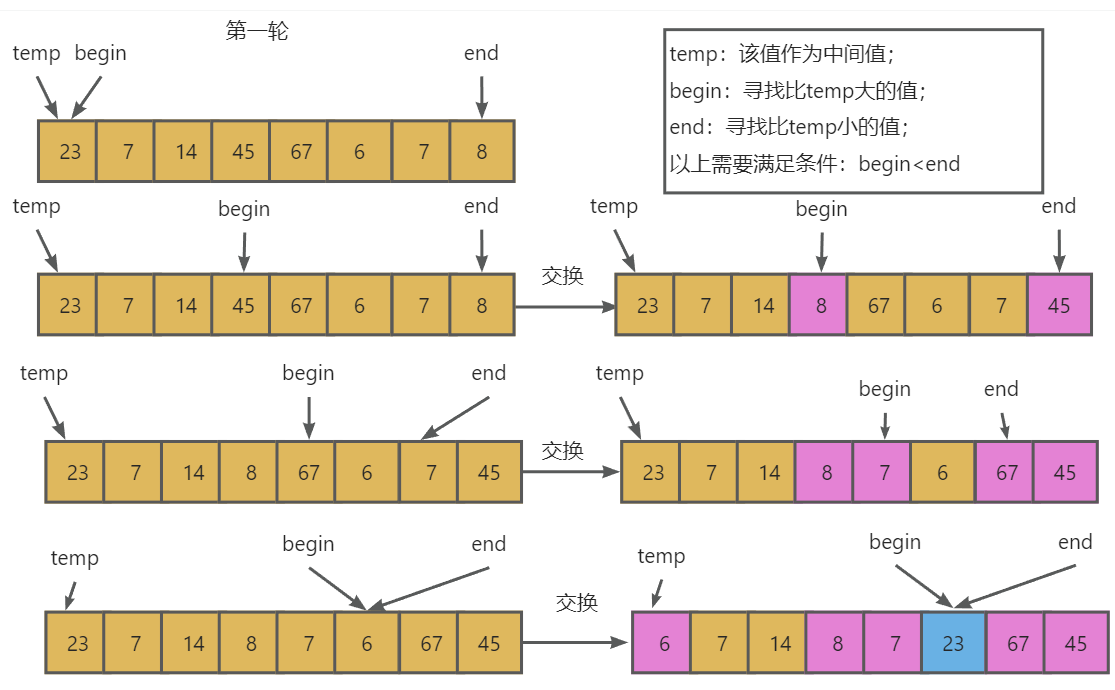 第一轮
temp begin end
23 7 14 45 67 6 7 8
temp：该值作为中间值；
begin：寻找比temp大的值；
end：寻找比temp小的值；
以上需要满足条件：begin<end
temp begin end
23 7 14 45 67 6 7 8
交换
temp begin end
23 7 14 8 67 6 7 45
temp begin end
23 7 14 8 67 6 7 45
交换
temp begin end
23 7 14 8 7 6 67 45
temp begin end
23 7 14 8 7 6 67 45
交换
temp begin end
6 7 14 8 7 23 67 45